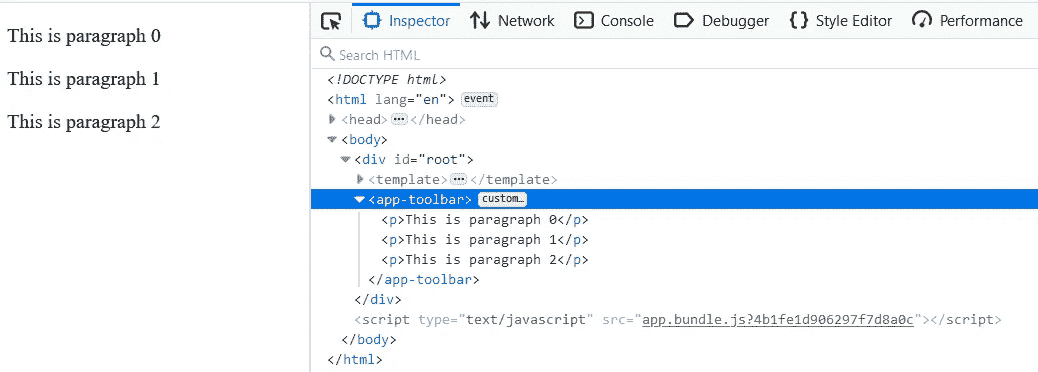 This is paragraph 0
This is paragraph 1
This is paragraph 2
Inspector Network Console Debugger Style Editor Performance
Search HTML
<!DOCTYPE html>
<html lang="en"> event
<head> ••• </head>
<body>
<div id="root">
<template> ••• </template>
<app-toolbar> custom…
<p>This is paragraph 0</p>
<p>This is paragraph 1</p>
<p>This is paragraph 2</p>
</app-toolbar>
</div>
<script type="text/javascript" src="app.bundle.js?4b1fe1d906297f7d8a0c"></script>
</body>
</html>